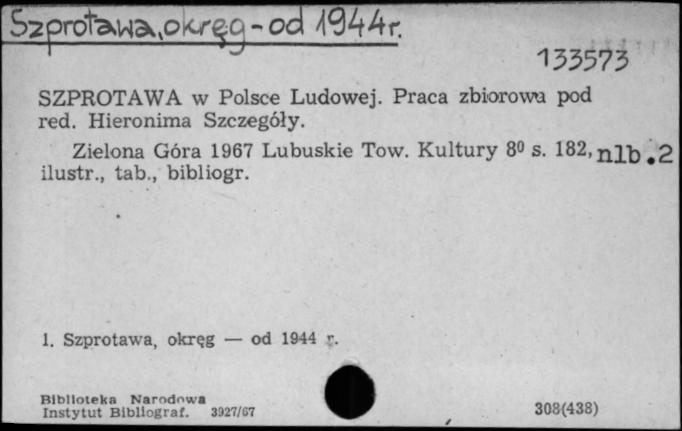 Szprotawa, okręg - od 1944 r.
133573
SZPROTAWA w Polsce Ludowej. Praca zbiorowa pod
red. Hieronima Szczegóły.
Zielona Góra 1967 Lubuskie Tow. Kultury 8⁰ s. 182, nlb.2
ilustr., tab., bibliogr.
1. Szprotawa, okręg — od 1944 r.
Biblioteka Narodowa
Instytut Bibliograf. 3927/67
308(438)